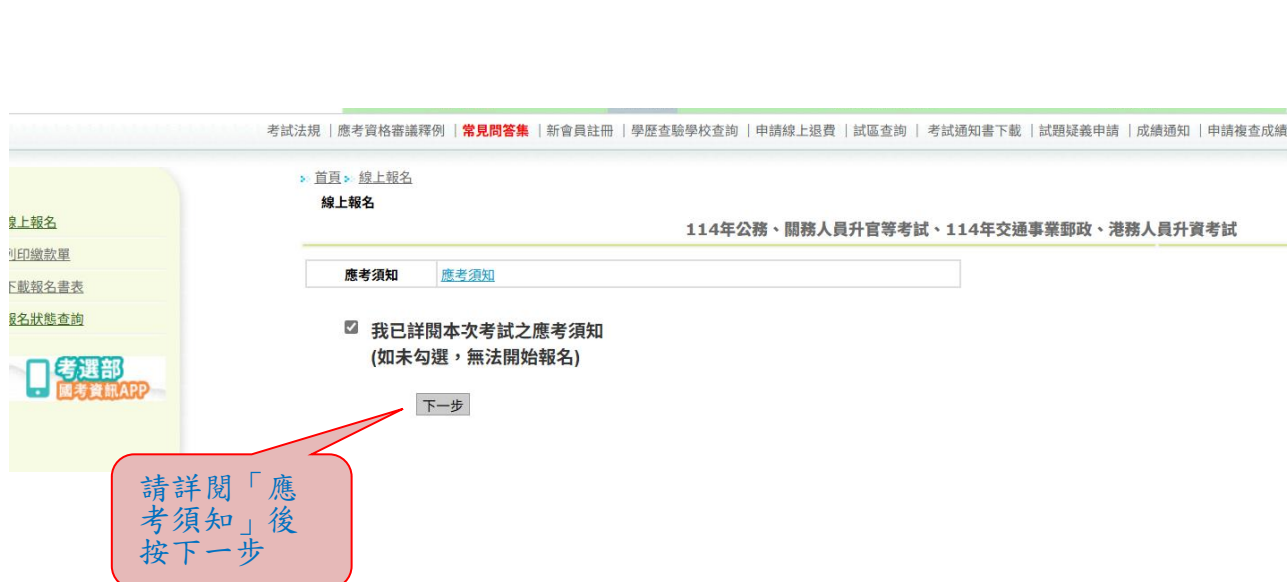 考試法規 | 應考資格審議釋例 | 常見問答集 | 新會員註冊 | 學歷查驗學校查詢 | 申請線上退費 | 試區查詢 | 考試通知書下載 | 試題疑義申請 | 成績通知 | 申請複查成績
首頁 線上報名
線上報名
114年公務、關務人員升官等考試、114年交通事業郵政、港務人員升資考試
線上報名
列印繳款單
下載報名書表
報名狀態查詢
考選部
國考資訊APP
應考須知 應考須知
我已詳閱本次考試之應考須知
(如未勾選，無法開始報名)
下一步
請詳閱「應
考須知」後
按下一步